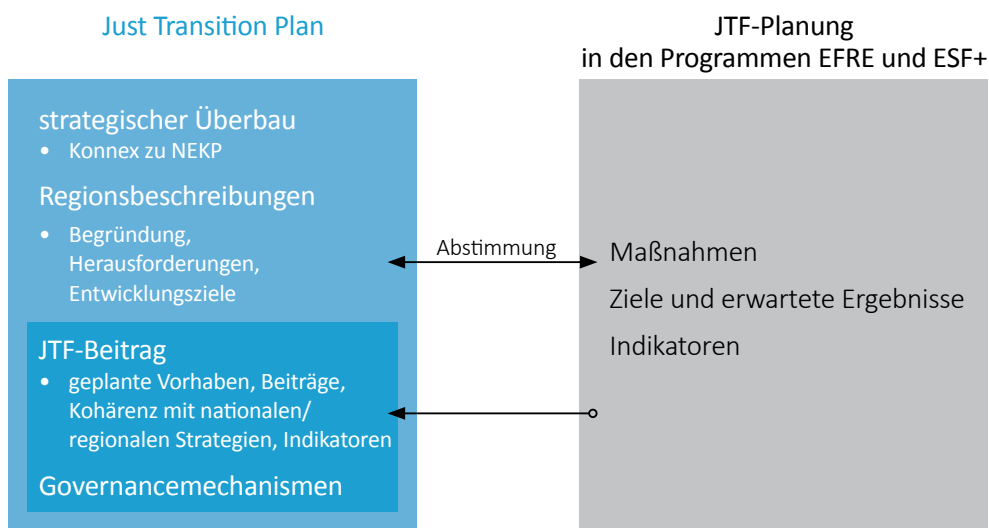 Just Transition Plan
strategischer Überbau
• Konnex zu NEKP
Regionsbeschreibungen
• Begründung,
Herausforderungen,
Entwicklungsziele
JTF-Beitrag
• geplante Vorhaben, Beiträge,
Kohärenz mit nationalen/
regionalen Strategien, Indikatoren
Governancemechanismen
Abstimmung
JTF-Planung
in den Programmen EFRE und ESF+
Maßnahmen
Ziele und erwartete Ergebnisse
Indikatoren